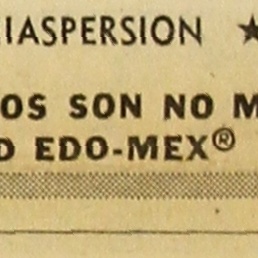 IASPERSION ★
OS SON NO M
D EDO-MEX®